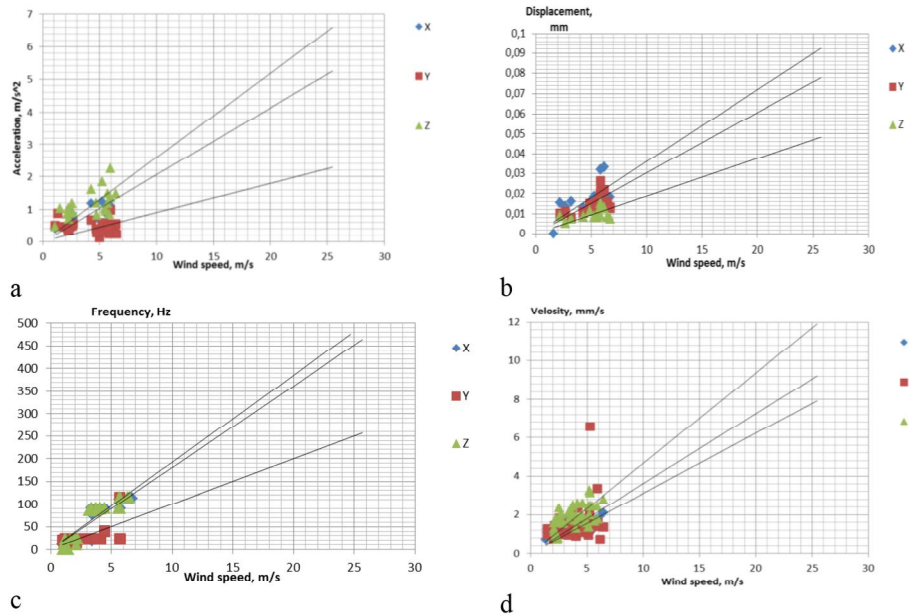 Acceleration, m/s^2
7
6
5
4
3
2
1
0
0 5 10 15 20 25 30
Wind speed, m/s
X
Y
Z
a
Displacement,
mm
0,1
0,09
0,08
0,07
0,06
0,05
0,04
0,03
0,02
0,01
0
0 5 10 15 20 25 30
Wind speed, m/s
X
Y
Z
b
Frequency, Hz
500
450
400
350
300
250
200
150
100
50
0
0 5 10 15 20 25 30
Wind speed, m/s
X
Y
Z
c
Velosity, mm/s
12
10
8
6
4
2
0
0 5 10 15 20 25 30
Wind speed, m/s
d